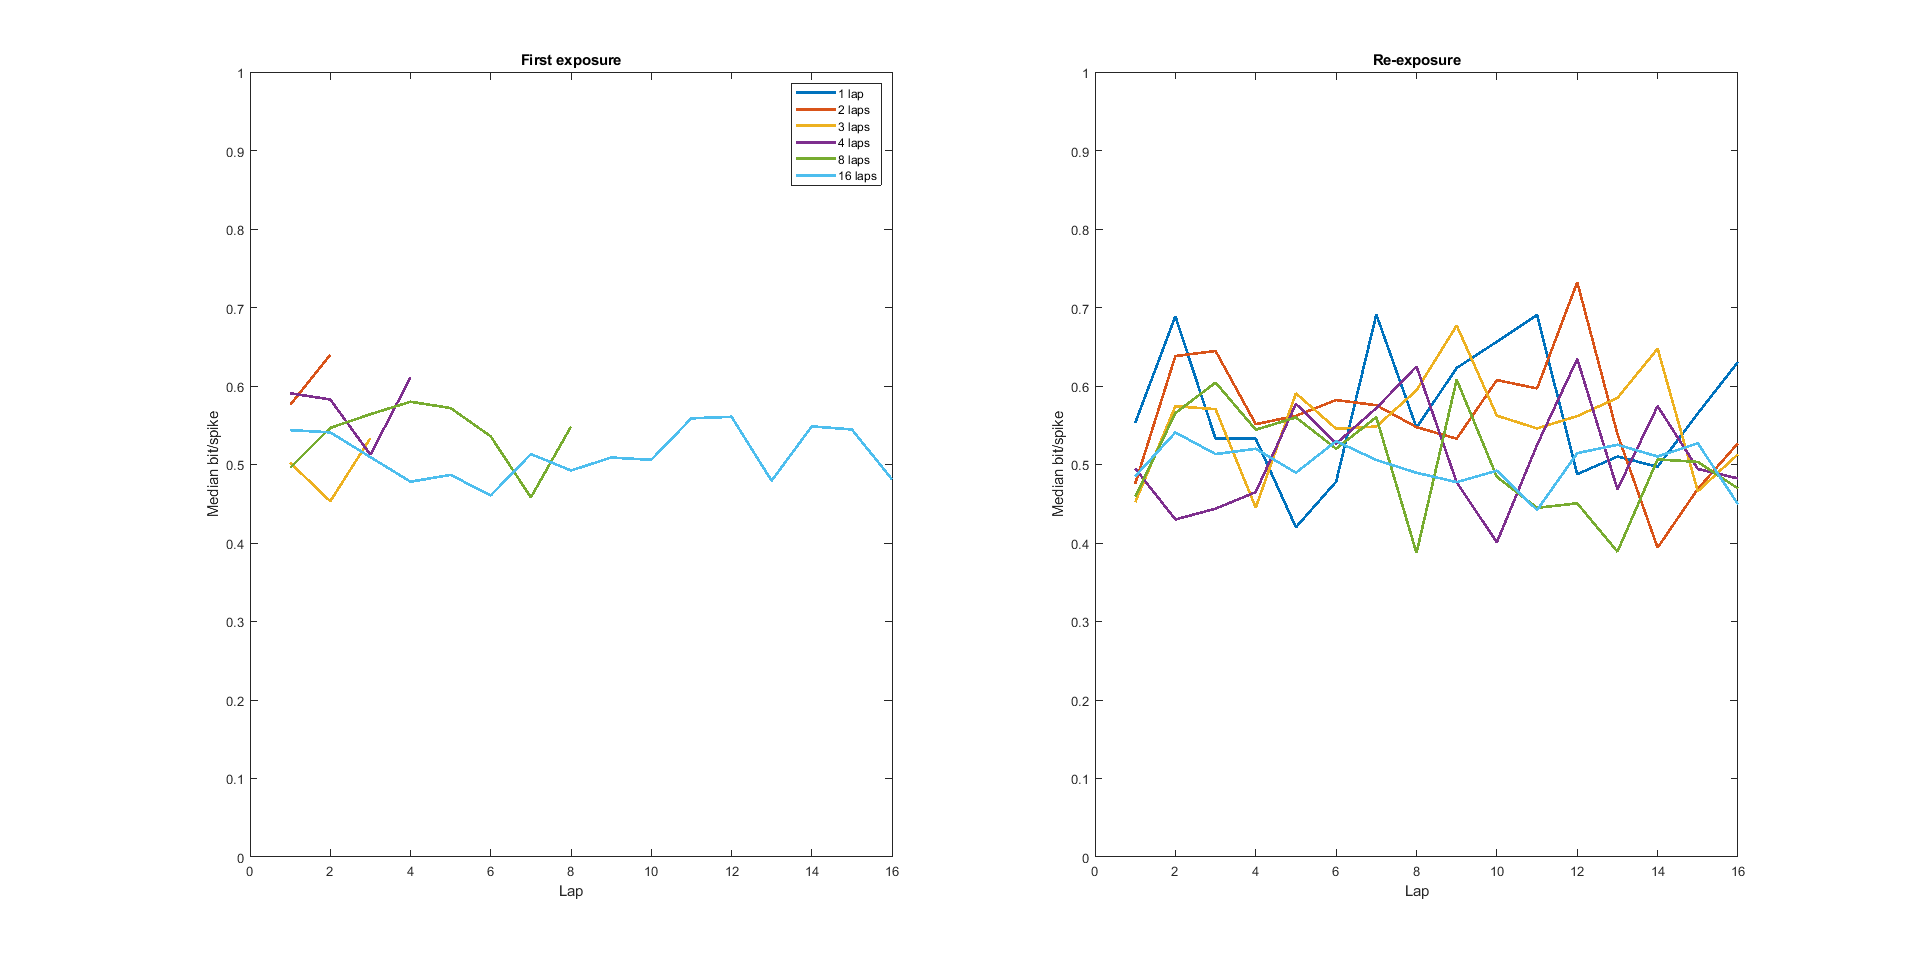 First exposure
1
0.9
0.8
0.7
0.6
0.5
0.4
0.3
0.2
0.1
0
Median bit/spike
0 2 4 6 8 10 12 14 16
Lap
1 lap
2 laps
3 laps
4 laps
8 laps
16 laps
Re-exposure
1
0.9
0.8
0.7
0.6
0.5
0.4
0.3
0.2
0.1
0
Median bit/spike
0 2 4 6 8 10 12 14 16
Lap